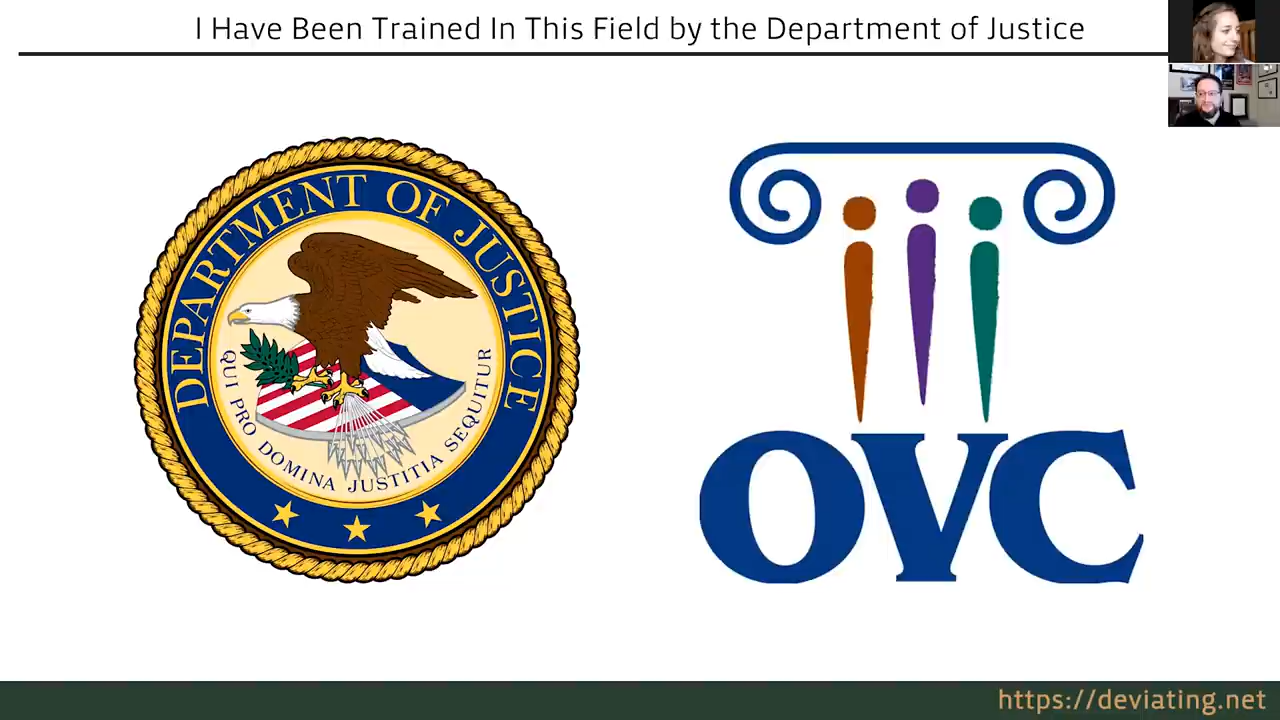 I Have Been Trained In This Field by the Department of Justice
DEPARTMENT OF JUSTICE
QUI PRO DOMINA JUSTITIA SEQUITUR
OVC
https://deviating.net